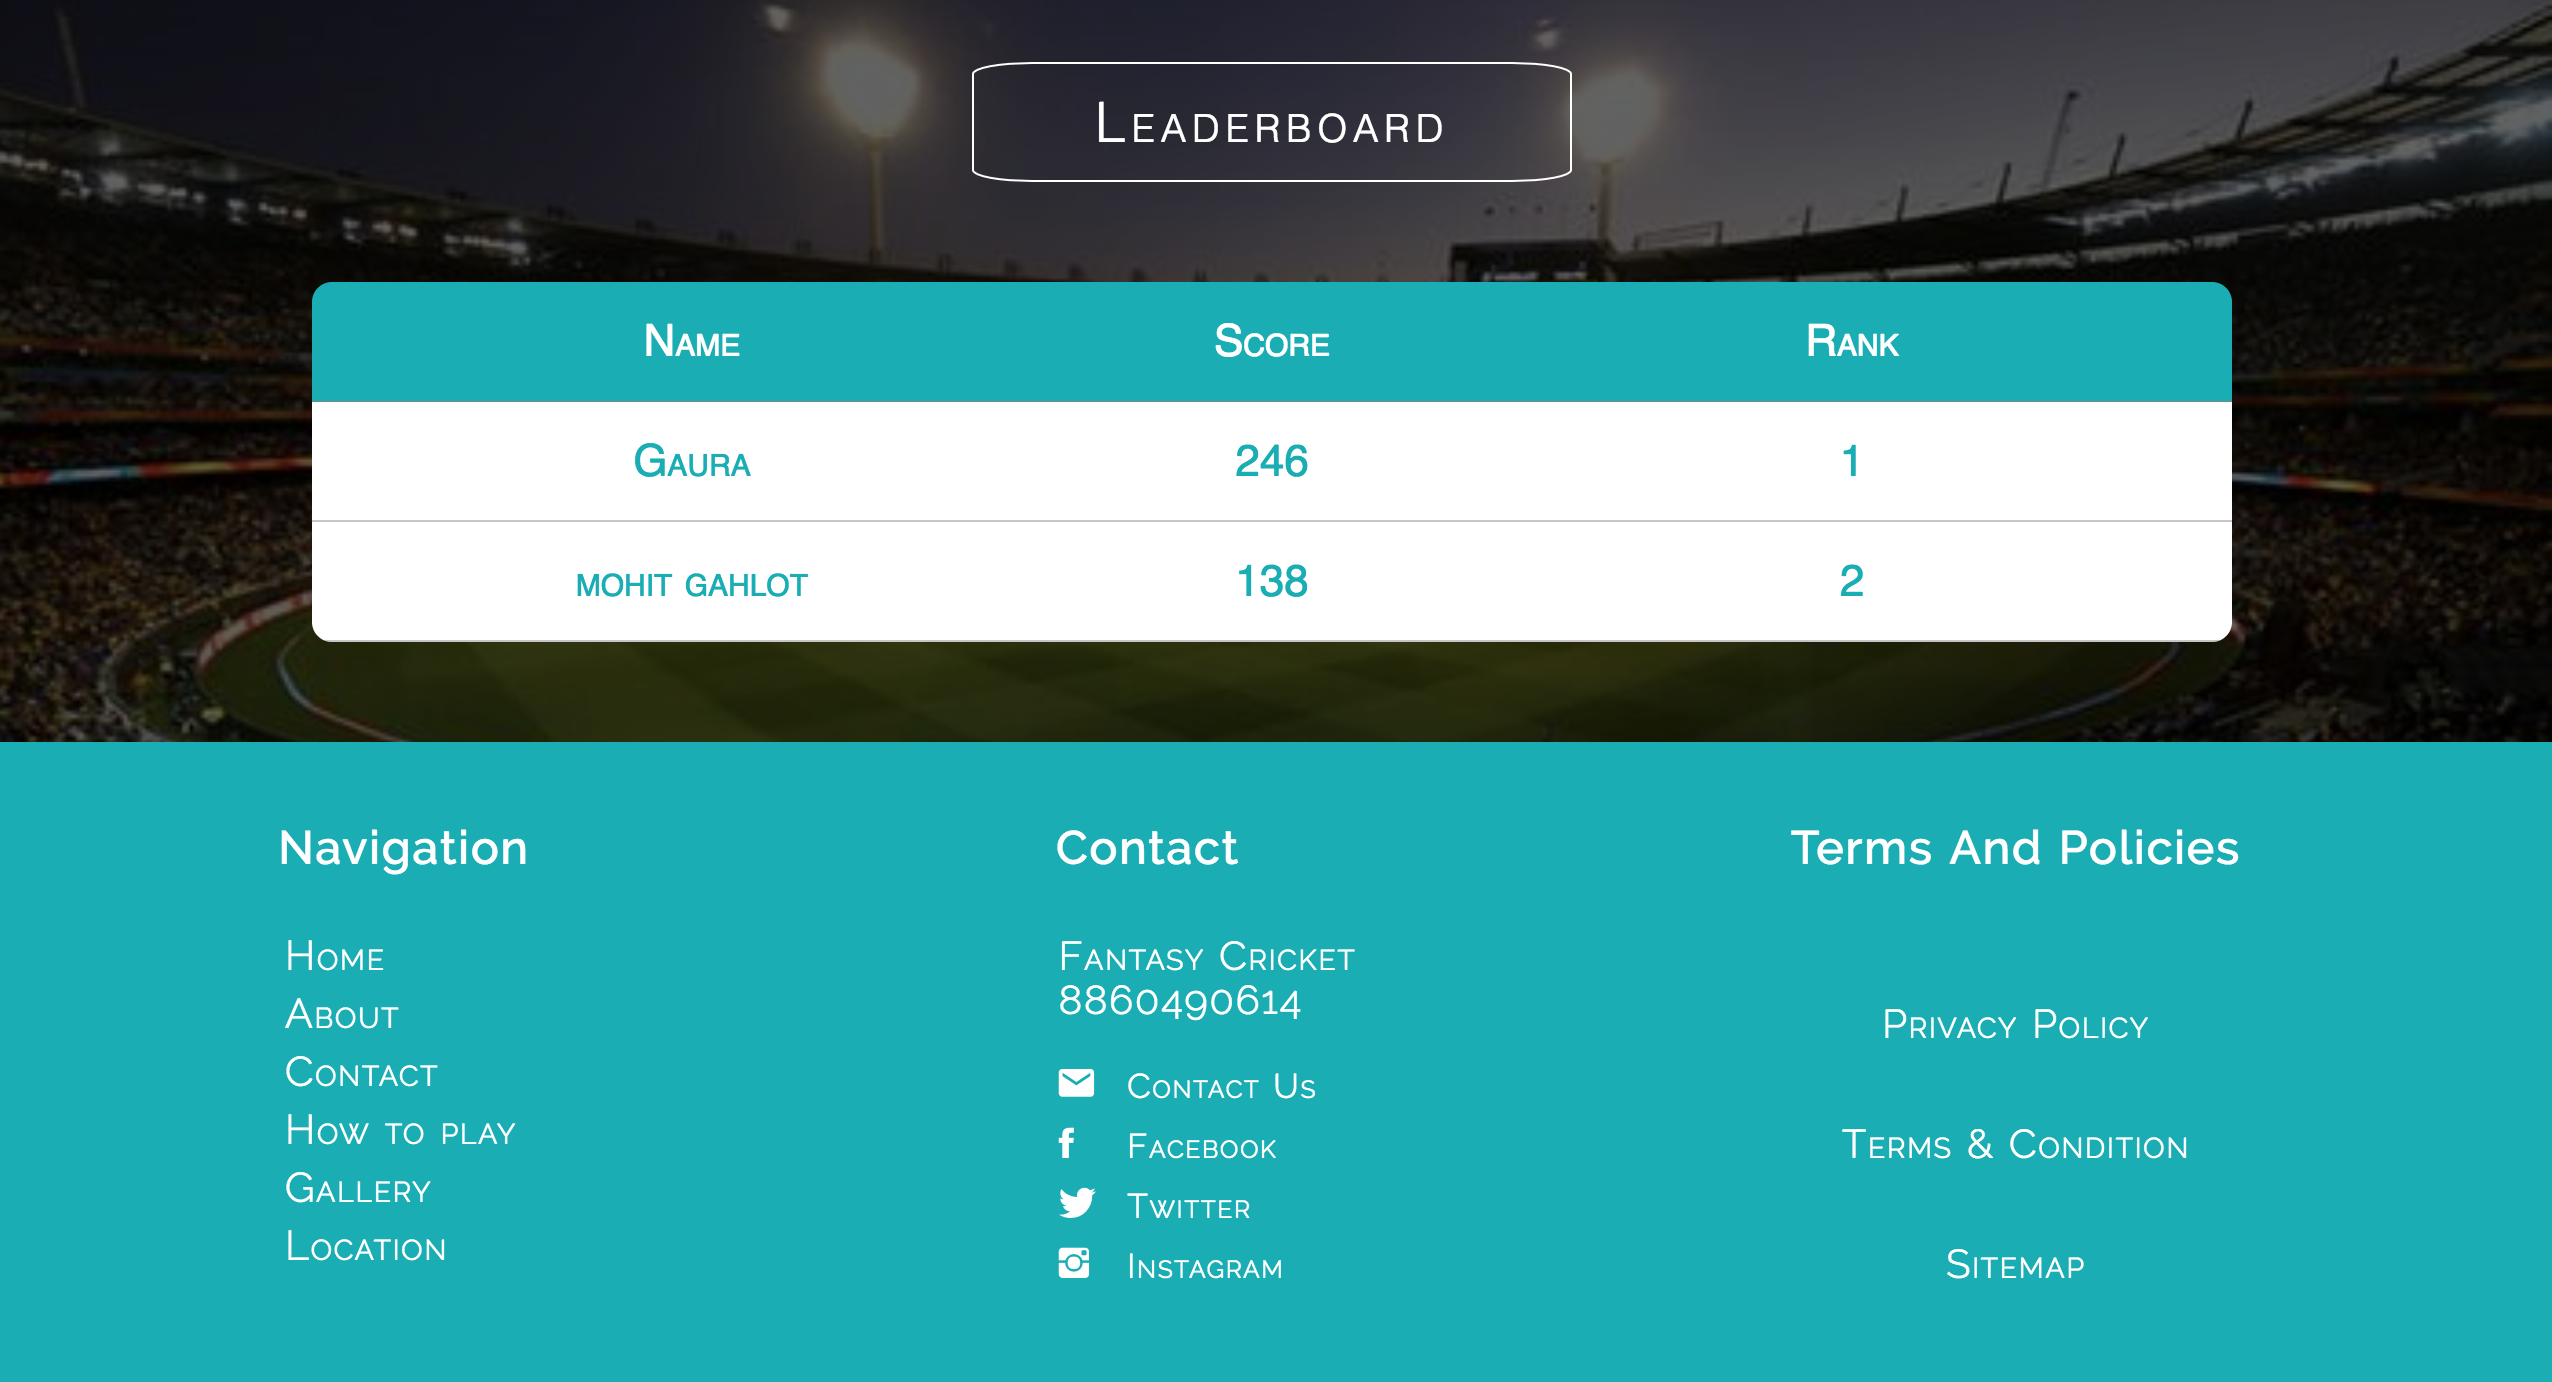 Leaderboard
Name Score Rank
Gaura 246 1
mohit gahlot 138 2
Navigation
Home
About
Contact
How to play
Gallery
Location
Contact
Fantasy Cricket
8860490614
Contact Us
Facebook
Twitter
Instagram
Terms And Policies
Privacy Policy
Terms & Condition
Sitemap